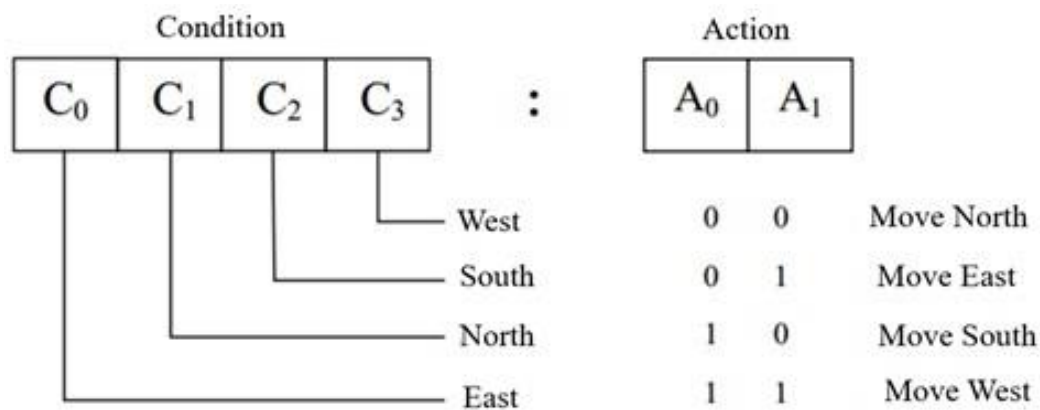 Condition Action
C₀ C₁ C₂ C₃ : A₀ A₁
West 0 0 Move North
South 0 1 Move East
North 1 0 Move South
East 1 1 Move West